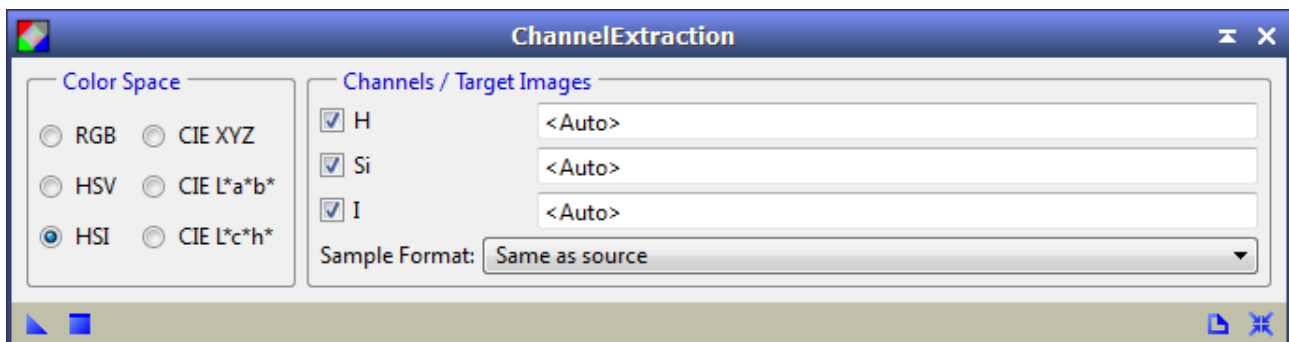 ChannelExtraction
Color Space
RGB
CIE XYZ
HSV
CIE L*a*b*
HSI
CIE L*c*h*
Channels / Target Images
H
<Auto>
Si
<Auto>
I
<Auto>
Sample Format:
Same as source